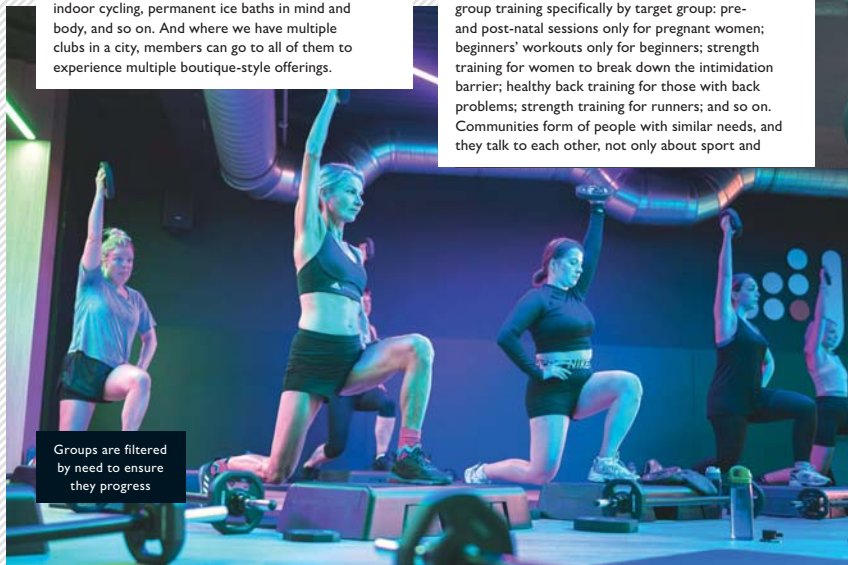 indoor cycling, permanent ice baths in mind and
body, and so on. And where we have multiple
clubs in a city, members can go to all of them to
experience multiple boutique-style offerings.
group training specifically by target group: pre-
and post-natal sessions only for pregnant women;
beginners’ workouts only for beginners; strength
training for women to break down the intimidation
barrier; healthy back training for those with back
problems; strength training for runners; and so on.
Communities form of people with similar needs, and
they talk to each other, not only about sport and
Groups are filtered
by need to ensure
they progress